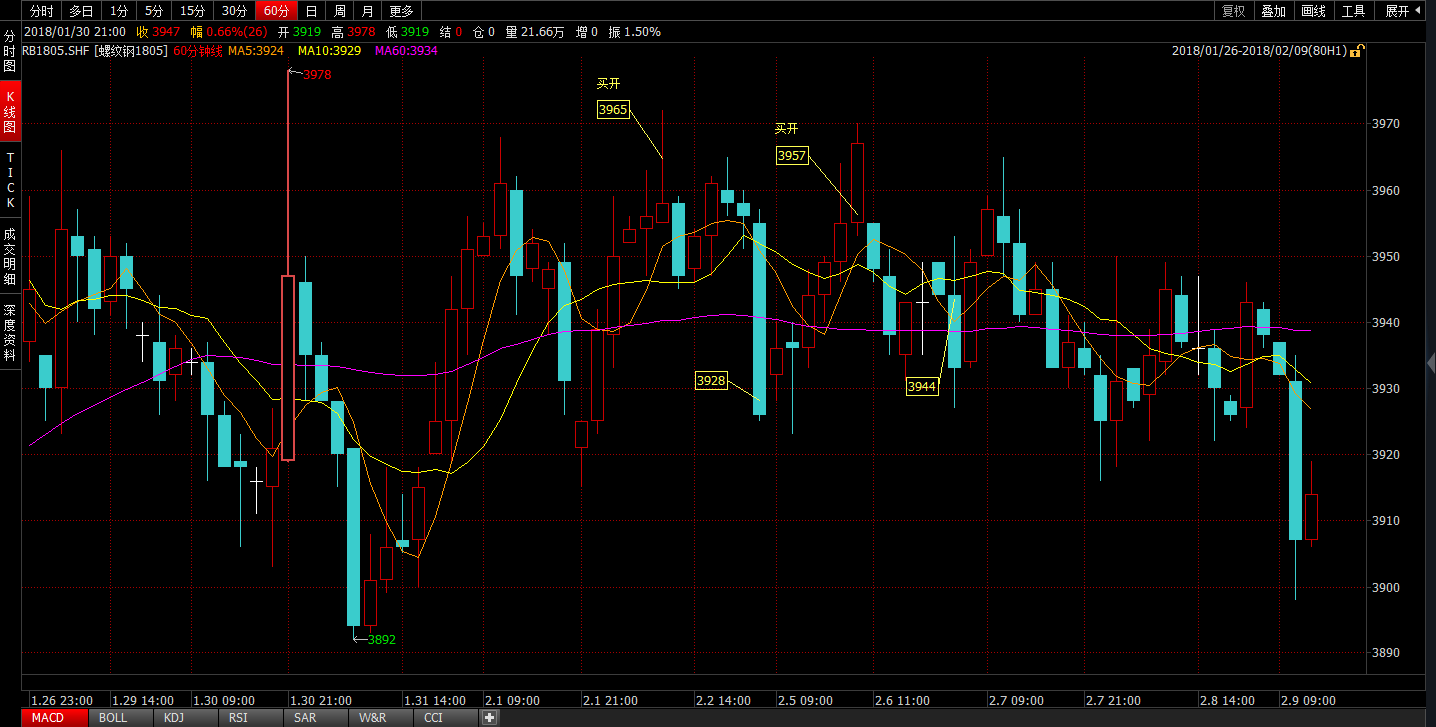 分时 多日 1分 5分 15分 30分 60分 日 周 月 更多 复权 叠加 画线 工具 展开
2018/01/30 21:00 收 3947 幅 0.66%(26) 开 3919 高 3978 低 3919 结 0 仓 0 量 21.66万 增 0 振 1.50%
RB1805.SHF [螺纹钢1805] 60分钟线 MA5:3924 MA10:3929 MA60:3934 2018/01/26-2018/02/09(80H1)
分时图
K线图
TICK
成交明细
深度资料
3978
买开
3965
买开
3957
3928
3944
3892
3970
3960
3950
3940
3930
3920
3910
3900
3890
1.26 23:00 1.29 14:00 1.30 09:00 1.30 21:00 1.31 14:00 2.1 09:00 2.1 21:00 2.2 14:00 2.5 09:00 2.6 11:00 2.7 09:00 2.7 21:00 2.8 14:00 2.9 09:00
MACD BOLL KDJ RSI SAR W&R CCI